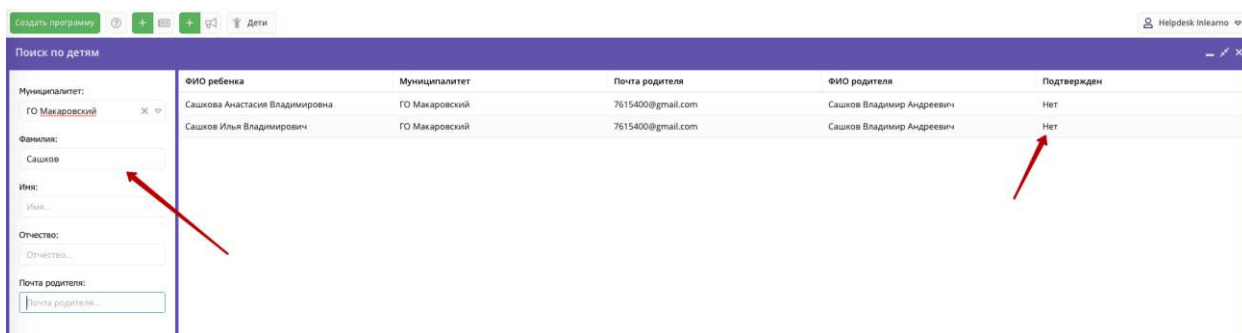 Создать программу Дети Helpdesk Inlearno
Поиск по детям
Муниципалитет:
ГО Макаровский
Фамилия:
Сашков
Имя:
Имя...
Отчество:
Отчество...
Почта родителя:
Почта родителя...
ФИО ребенка Муниципалитет Почта родителя ФИО родителя Подтвержден
Сашкова Анастасия Владимировна ГО Макаровский 7615400@gmail.com Сашков Владимир Андреевич Нет
Сашков Илья Владимирович ГО Макаровский 7615400@gmail.com Сашков Владимир Андреевич Нет